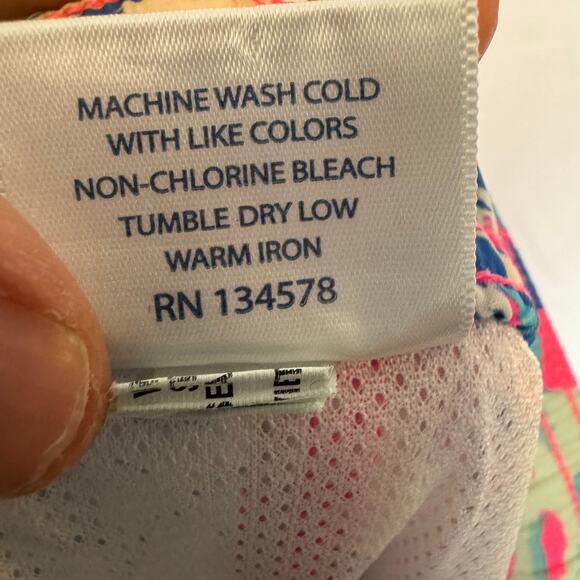 MACHINE WASH COLD
WITH LIKE COLORS
NON-CHLORINE BLEACH
TUMBLE DRY LOW
WARM IRON
RN 134578